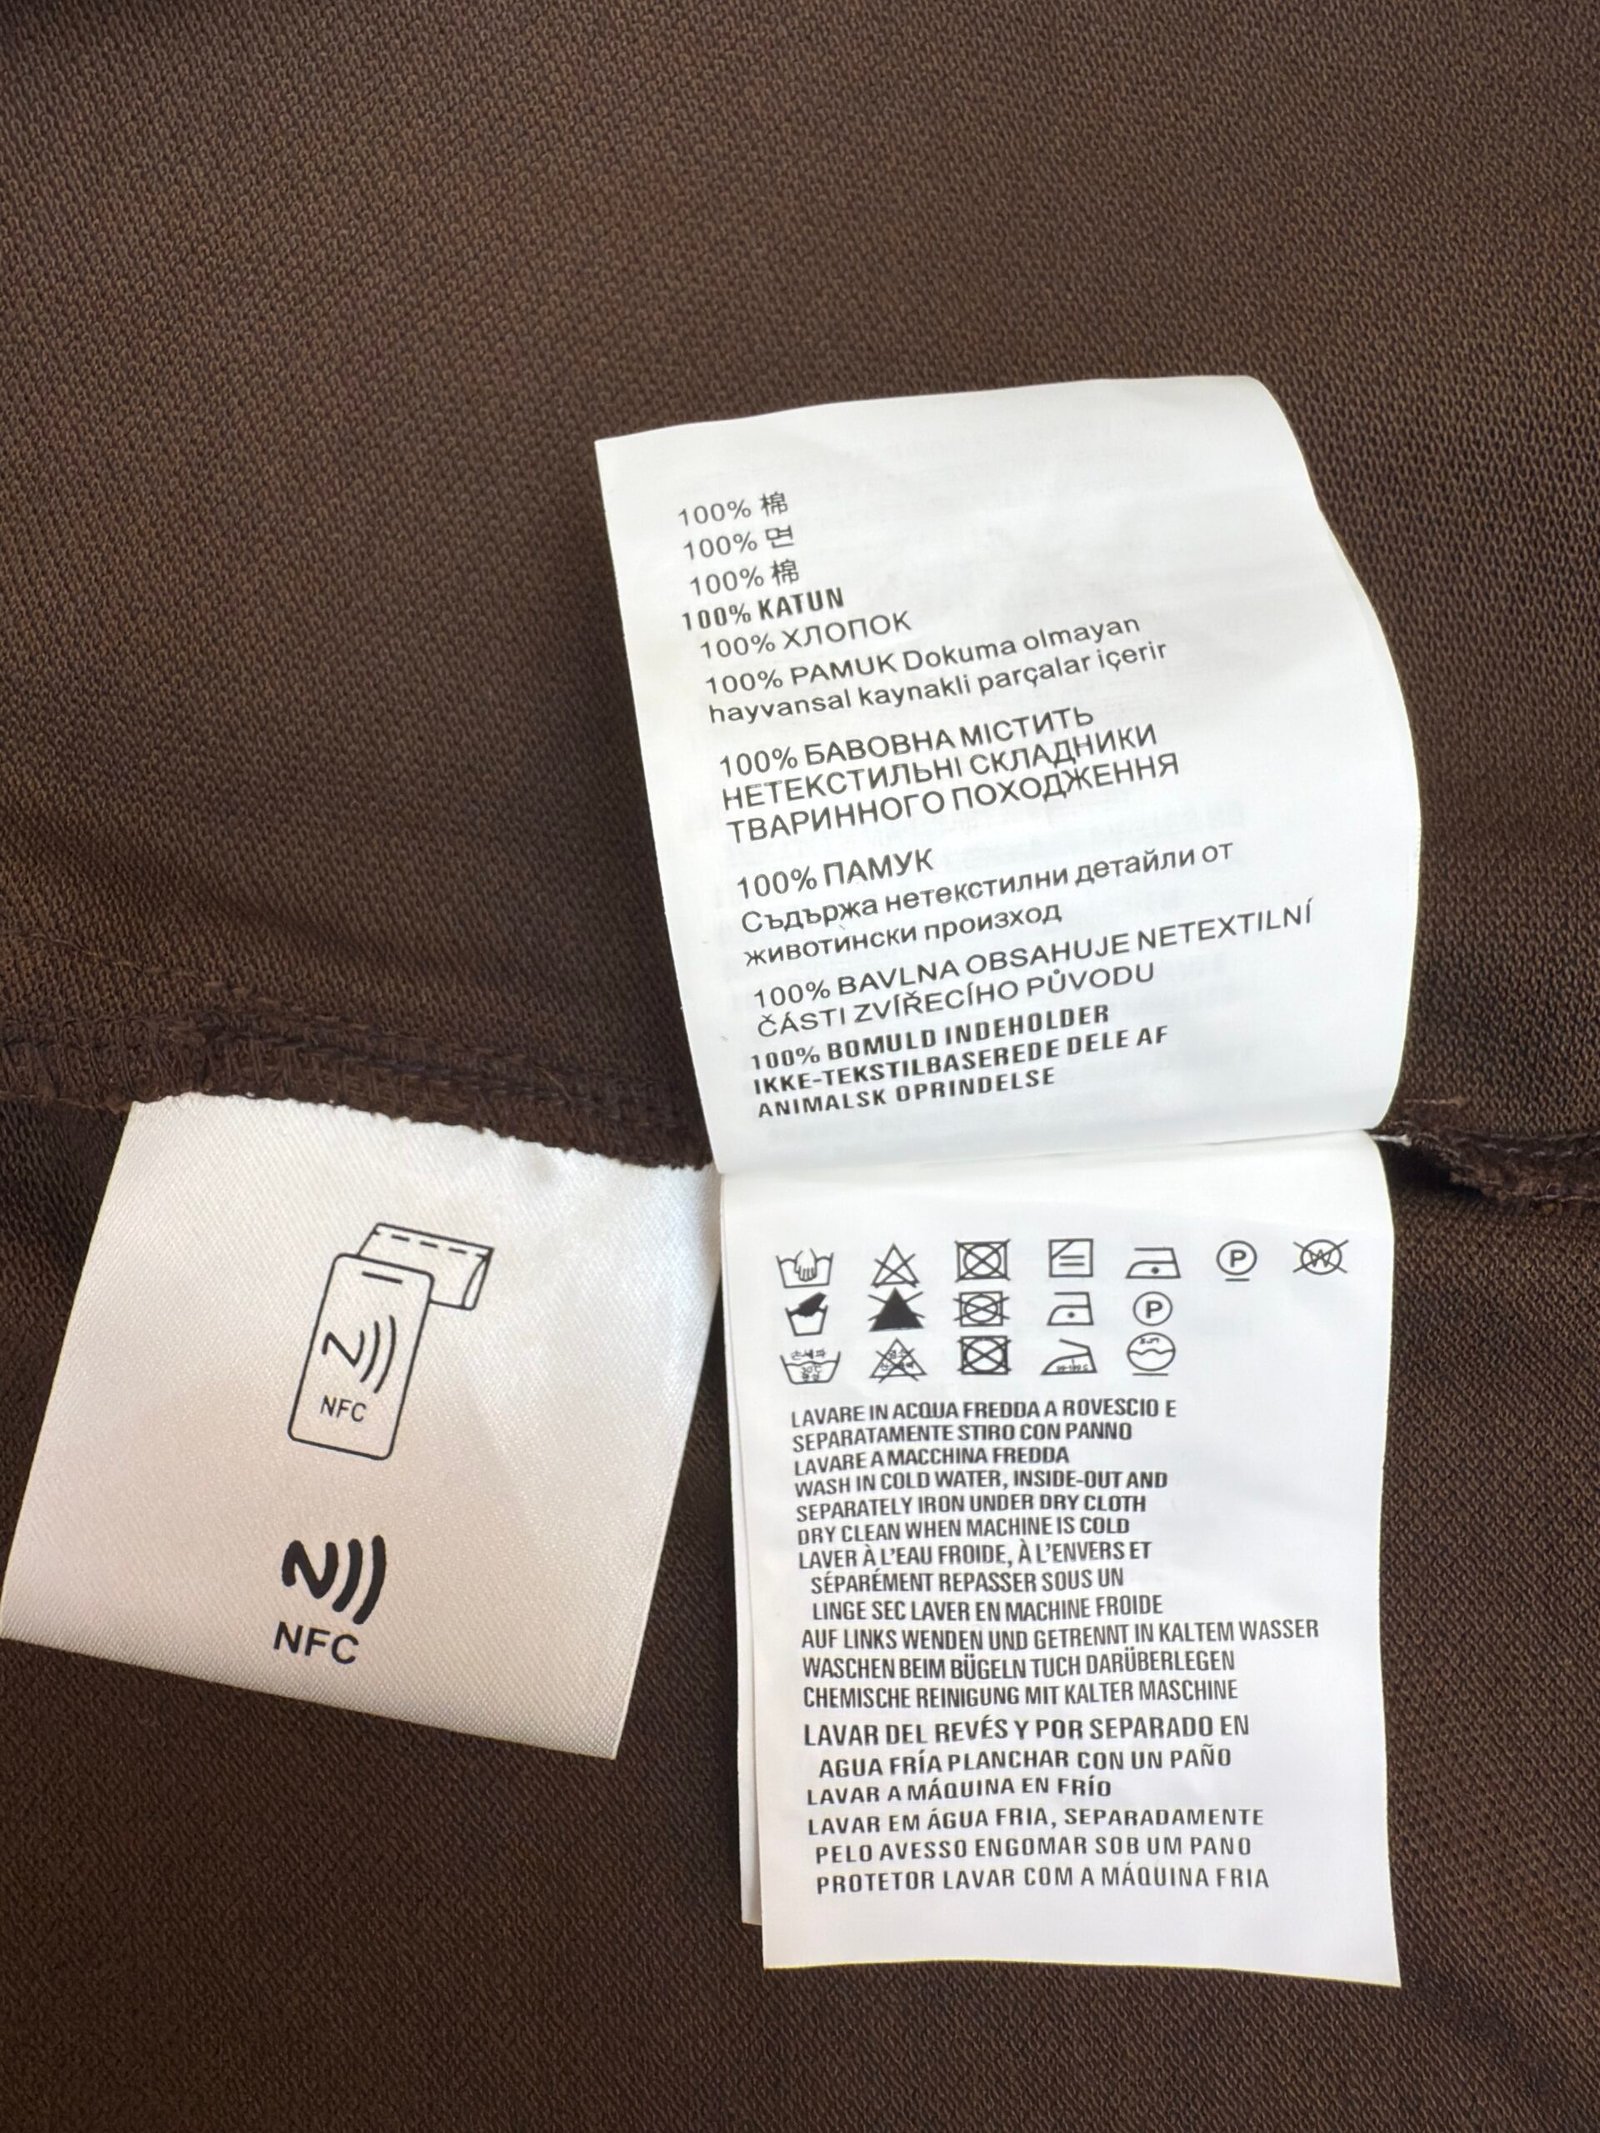 100% 棉
100% 면
100% 棉
100% KATUN
100% ХЛОПОК
100% PAMUK Dokuma olmayan
hayvansal kaynakli parçalar içerir
100% БАВОВНА МІСТИТЬ
НЕТЕКСТИЛЬНІ СКЛАДНИКИ
ТВАРИННОГО ПОХОДЖЕННЯ
100% ПАМУК
Съдържа нетекстилни детайли от
животински произход
100% BAVLNA OBSAHUJE NETEXTILNÍ
ČÁSTI ZVÍŘECÍHO PŮVODU
100% BOMULD INDEHOLDER
IKKE-TEKSTILBASEREDE DELE AF
ANIMALSK OPRINDELSE
NFC
NFC
P
W
P
손세탁
30°C
중성
LAVARE IN ACQUA FREDDA A ROVESCIO E
SEPARATAMENTE STIRO CON PANNO
LAVARE A MACCHINA FREDDA
WASH IN COLD WATER, INSIDE-OUT AND
SEPARATELY IRON UNDER DRY CLOTH
DRY CLEAN WHEN MACHINE IS COLD
LAVER À L'EAU FROIDE, À L'ENVERS ET
SÉPARÉMENT REPASSER SOUS UN
LINGE SEC LAVER EN MACHINE FROIDE
AUF LINKS WENDEN UND GETRENNT IN KALTEM WASSER
WASCHEN BEIM BÜGELN TUCH DARÜBERLEGEN
CHEMISCHE REINIGUNG MIT KALTER MASCHINE
LAVAR DEL REVÉS Y POR SEPARADO EN
AGUA FRÍA PLANCHAR CON UN PAÑO
LAVAR A MÁQUINA EN FRÍO
LAVAR EM ÁGUA FRIA, SEPARADAMENTE
PELO AVESSO ENGOMAR SOB UM PANO
PROTETOR LAVAR COM A MÁQUINA FRIA